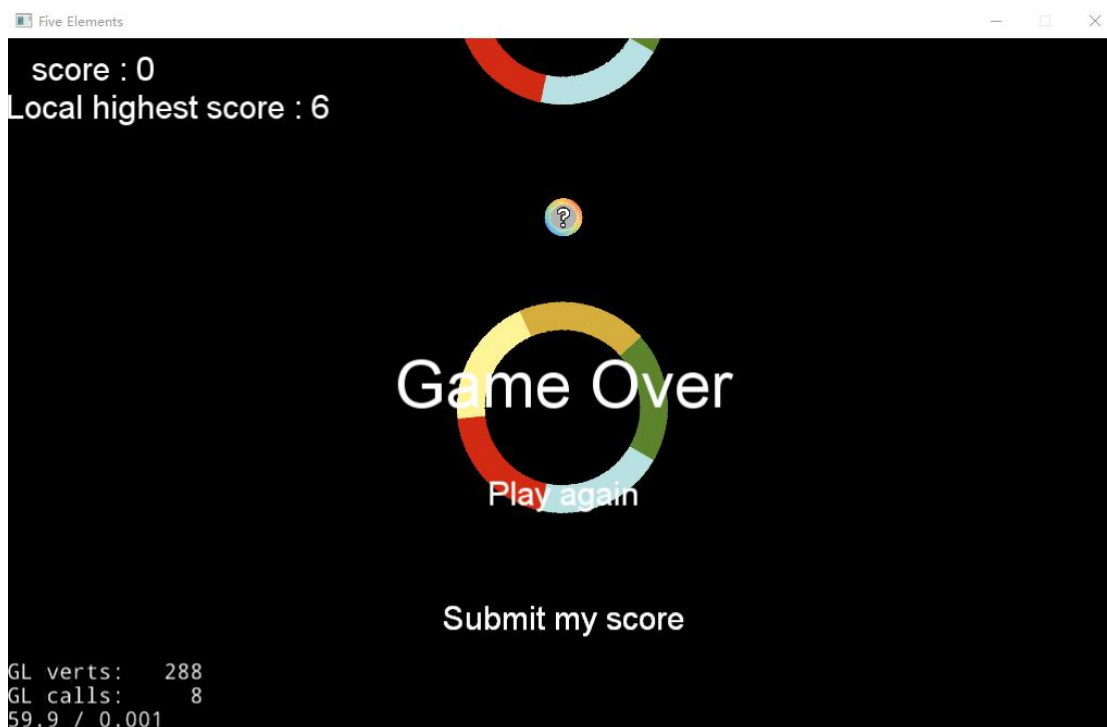 Five Elements
score : 0
Local highest score : 6
?
Game Over
Play again
Submit my score
GL verts: 288
GL calls: 8
59.9 / 0.001